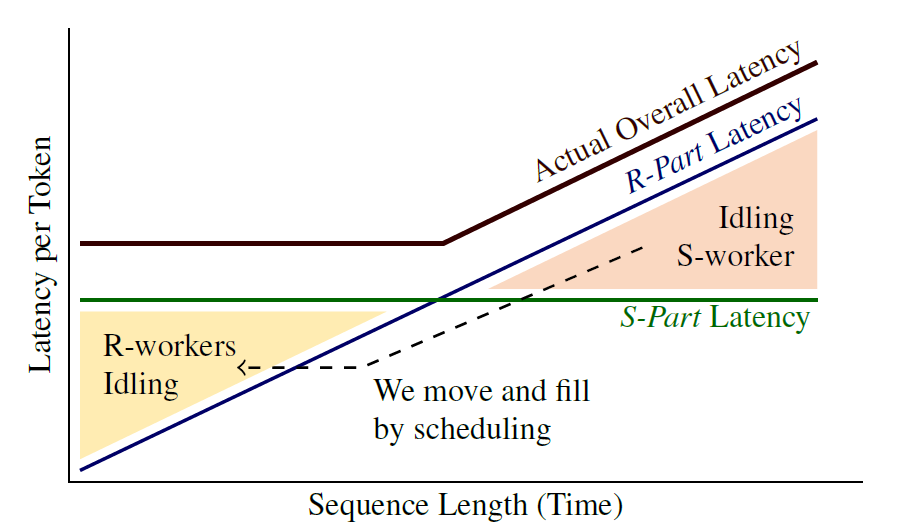 Actual Overall Latency
R-Part Latency
Idling
S-worker
S-Part Latency
R-workers
Idling
We move and fill
by scheduling
Latency per Token
Sequence Length (Time)